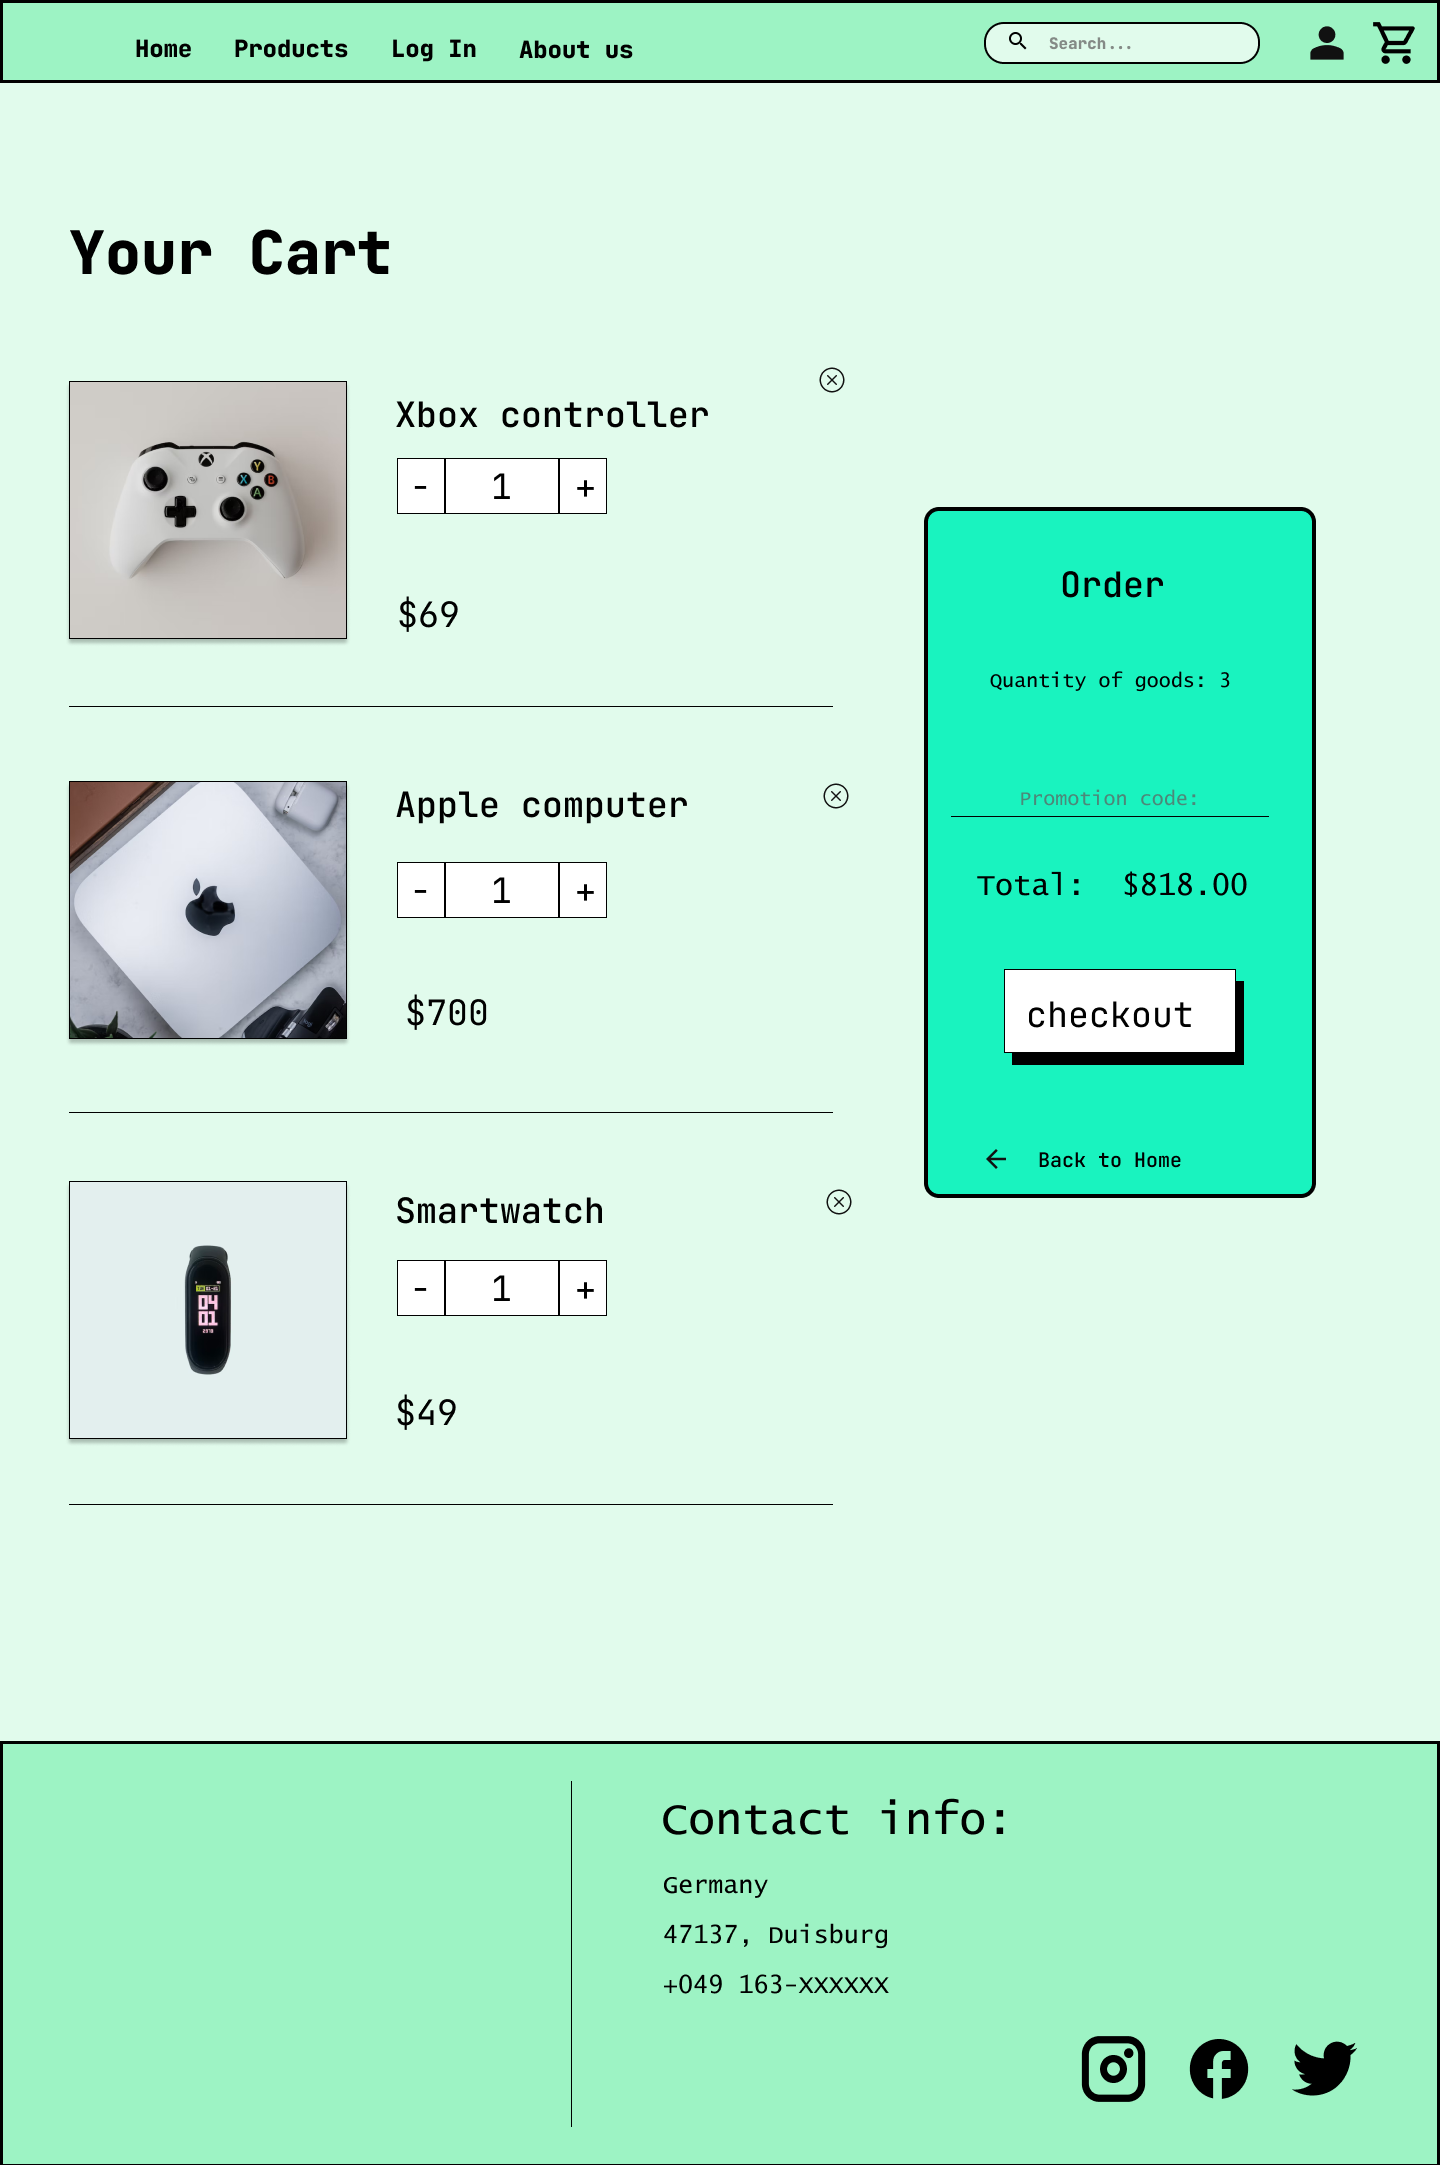 Home Products Log In About us Search...
Your Cart
Xbox controller
- 1 +
$69
Y
X B
A
Apple computer
- 1 +
$700
Smartwatch
- 1 +
$49
04
01
Order
Quantity of goods: 3
Promotion code:
Total: $818.00
checkout
Back to Home
Contact info:
Germany
47137, Duisburg
+049 163-XXXXXX